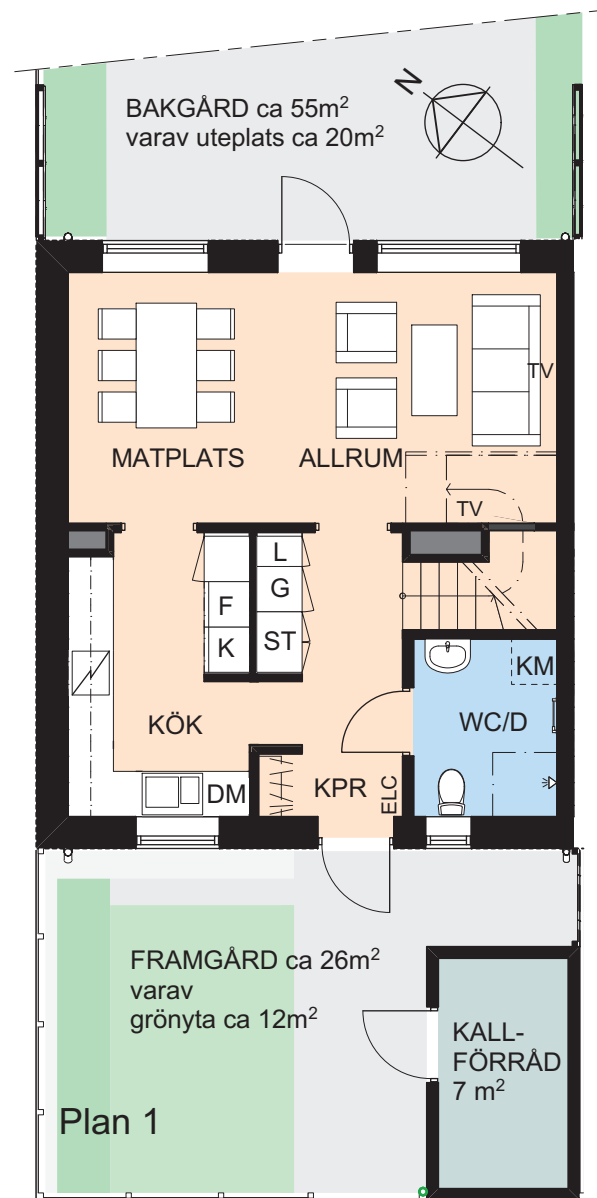 N
BAKGÅRD ca 55m²
varav uteplats ca 20m²
TV
MATPLATS
ALLRUM
TV
L
G
ST
F
K
KM
KÖK
WC/D
DM
KPR
ELC
FRAMGÅRD ca 26m²
varav
grönyta ca 12m²
KALL-
FÖRRÅD
7 m²
Plan 1